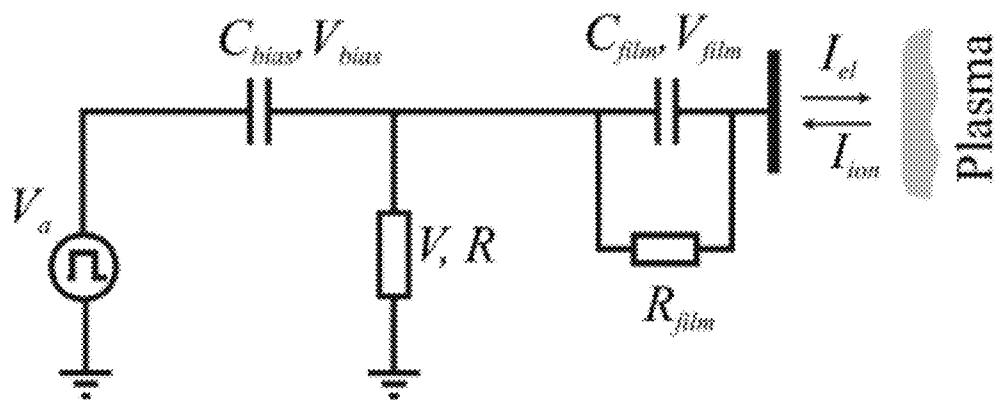 C_bias, V_bias
C_film, V_film
I_el
I_ion
Plasma
V_a
V, R
R_film